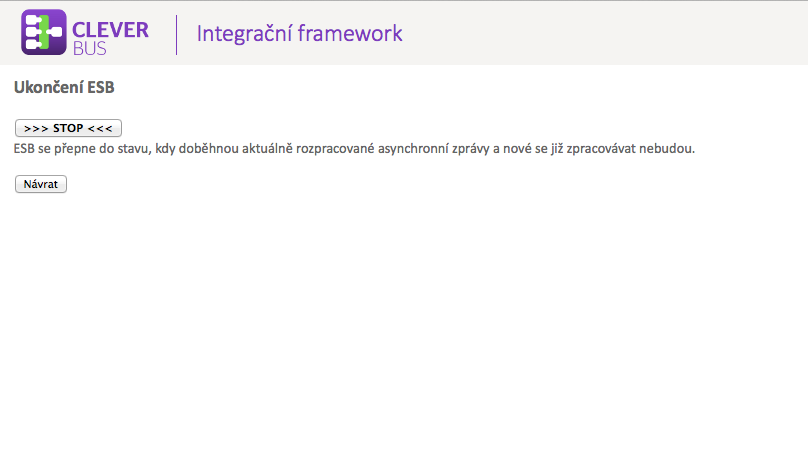 CLEVER
BUS
Integrační framework
Ukončení ESB
>>> STOP <<<
ESB se přepne do stavu, kdy doběhnou aktuálně rozpracované asynchronní zprávy a nové se již zpracovávat nebudou.
Návrat